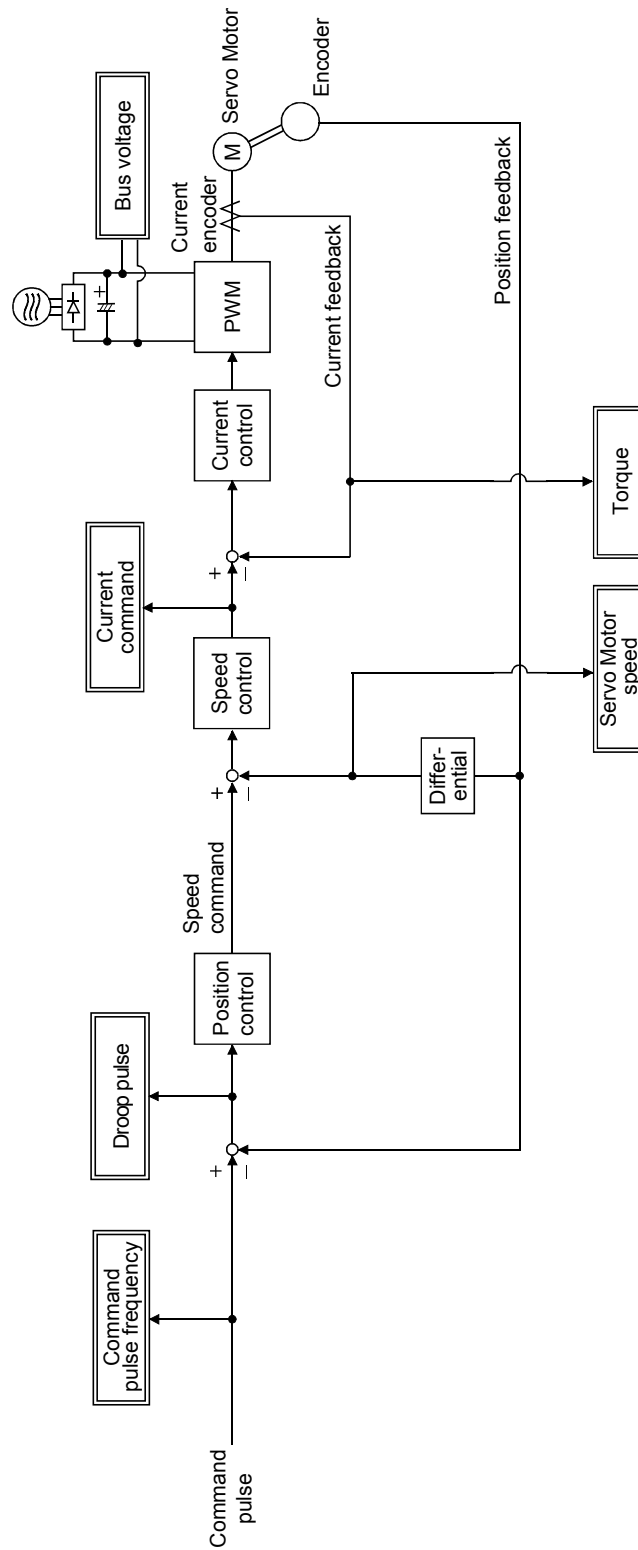 Command
pulse
Command
pulse frequency
+
−
Droop pulse
Position
control
Speed
command
+
−
Differ-
ential
Speed
control
Servo Motor
speed
Current
command
+
−
Current
control
Torque
PWM
+
Bus voltage
Current
encoder
Current feedback
M
Servo Motor
Encoder
Position feedback